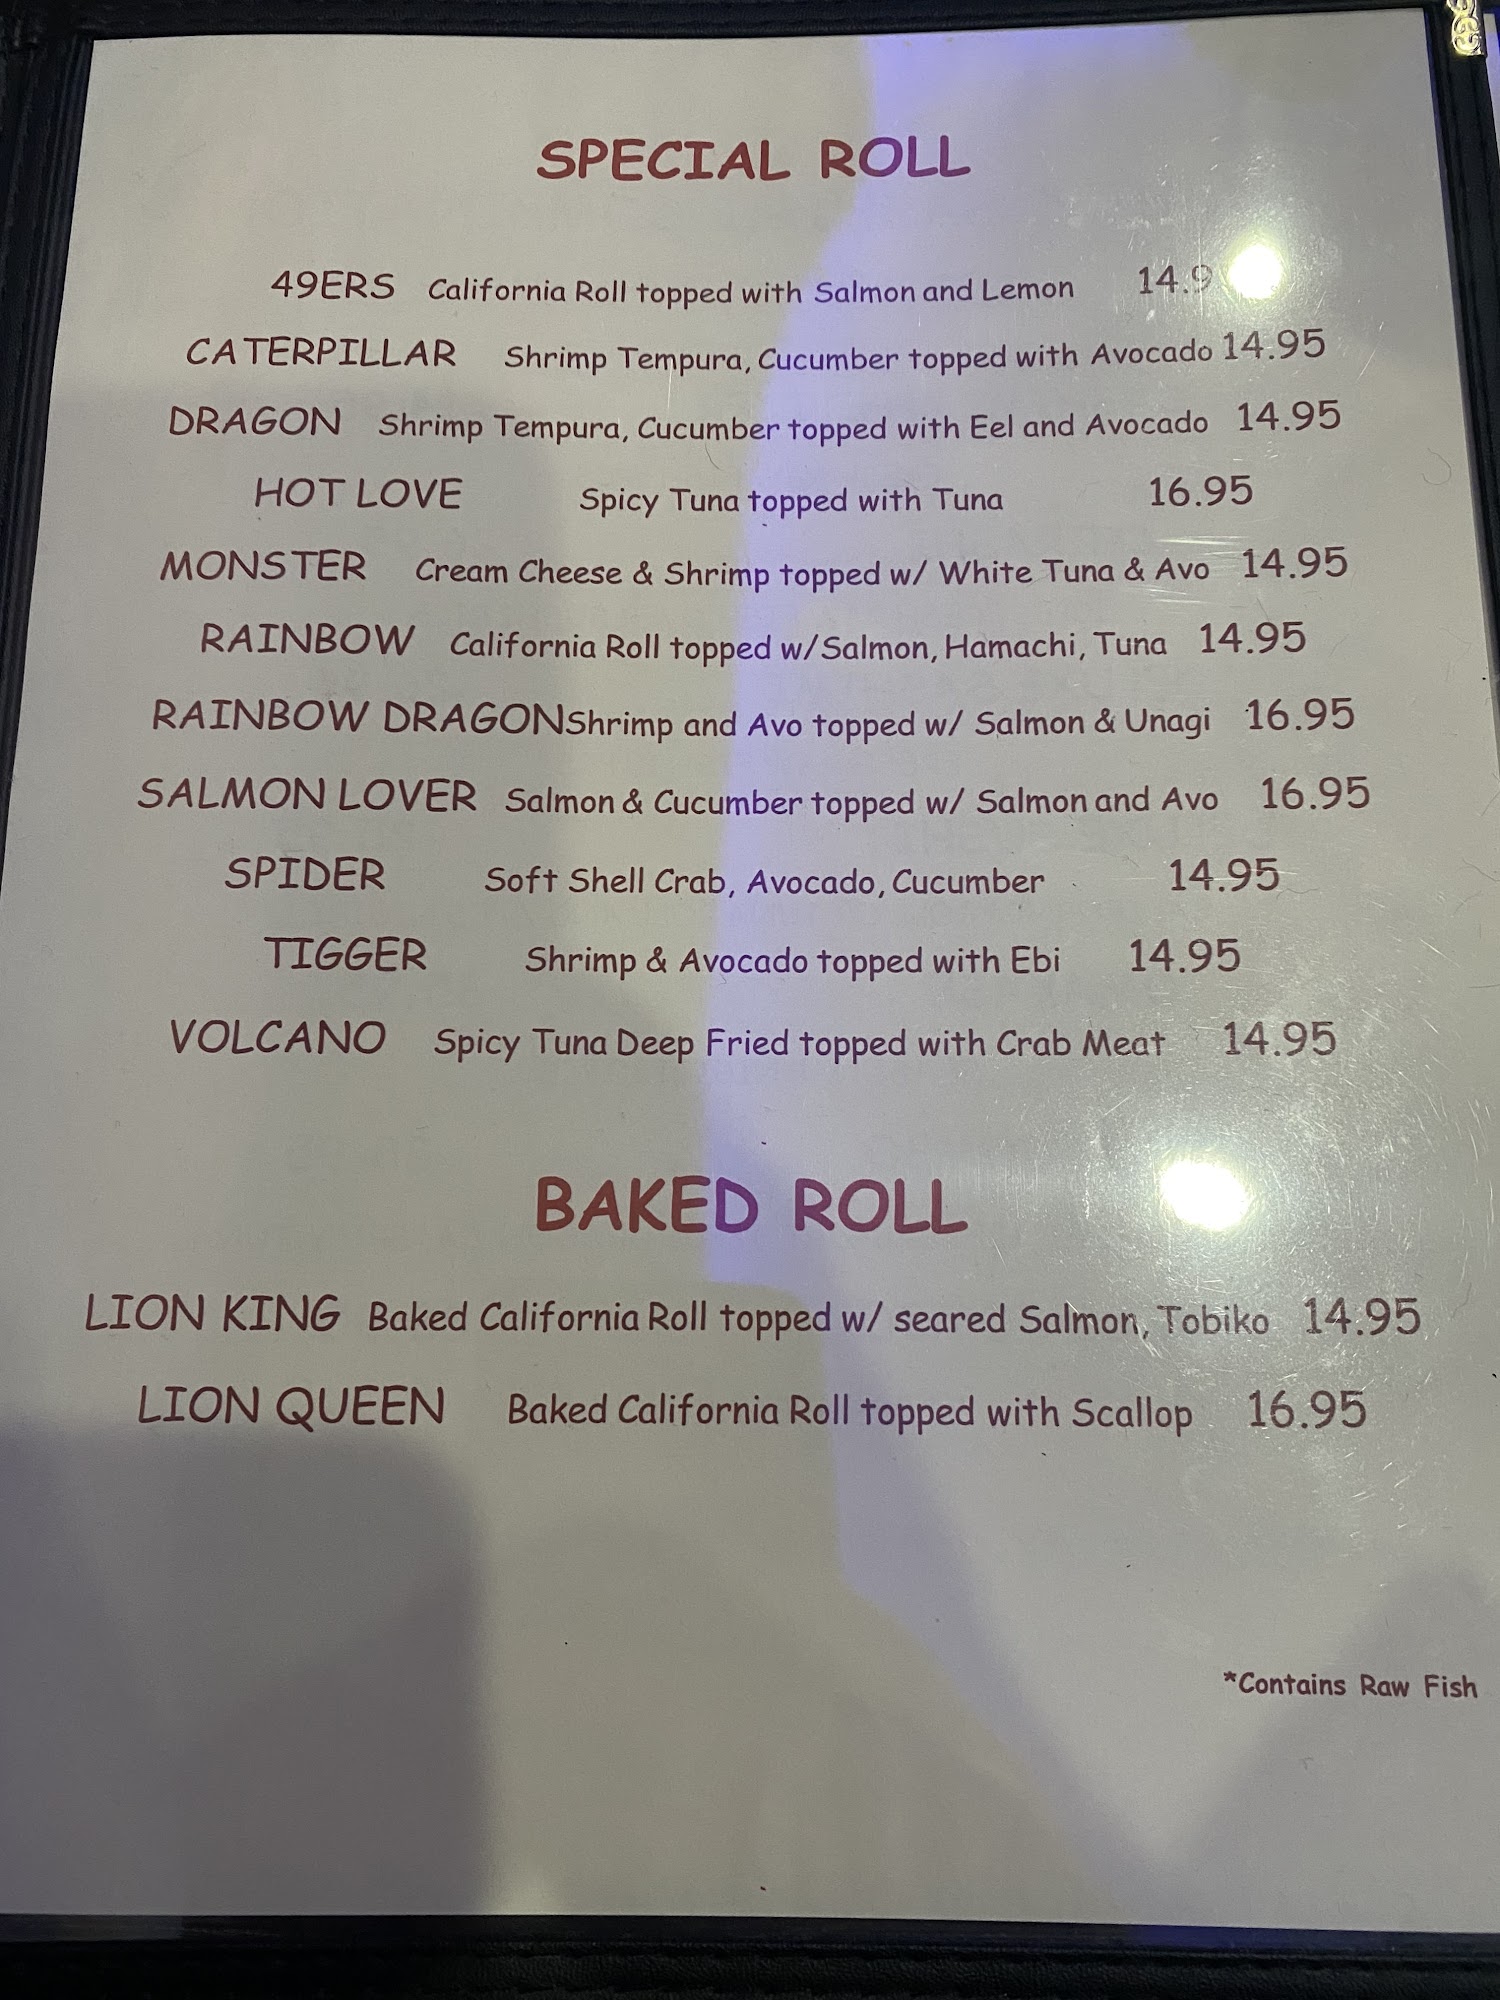 SPECIAL ROLL
49ERS California Roll topped with Salmon and Lemon 14.9
CATERPILLAR Shrimp Tempura, Cucumber topped with Avocado 14.95
DRAGON Shrimp Tempura, Cucumber topped with Eel and Avocado 14.95
HOT LOVE Spicy Tuna topped with Tuna 16.95
MONSTER Cream Cheese & Shrimp topped w/ White Tuna & Avo 14.95
RAINBOW California Roll topped w/Salmon, Hamachi, Tuna 14.95
RAINBOW DRAGONShrimp and Avo topped w/ Salmon & Unagi 16.95
SALMON LOVER Salmon & Cucumber topped w/ Salmon and Avo 16.95
SPIDER Soft Shell Crab, Avocado, Cucumber 14.95
TIGGER Shrimp & Avocado topped with Ebi 14.95
VOLCANO Spicy Tuna Deep Fried topped with Crab Meat 14.95
BAKED ROLL
LION KING Baked California Roll topped w/ seared Salmon, Tobiko 14.95
LION QUEEN Baked California Roll topped with Scallop 16.95
*Contains Raw Fish